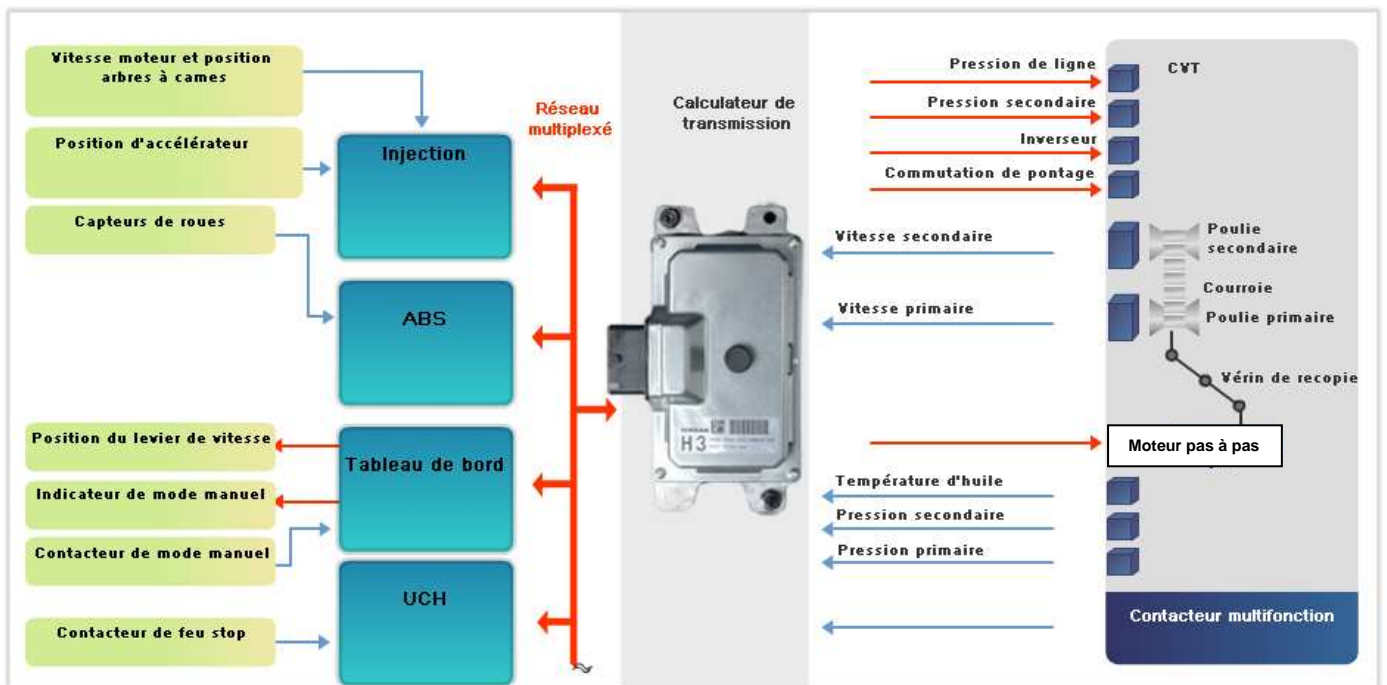 Vitesse moteur et position
arbres à cames
Position d'accélérateur
Capteurs de roues
Position du levier de vitesse
Indicateur de mode manuel
Contacteur de mode manuel
Contacteur de feu stop
Injection
ABS
Tableau de bord
UCH
Réseau
multiplexé
Calculateur de
transmission
H3
Pression de ligne
Pression secondaire
Inverseur
Commutation de pontage
Vitesse secondaire
Vitesse primaire
Température d'huile
Pression secondaire
Pression primaire
CVT
Poulie
secondaire
Courroie
Poulie primaire
Vérin de recopie
Moteur pas à pas
Contacteur multifonction